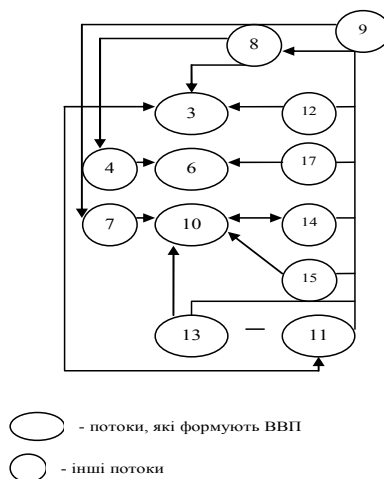 9
8
3 12
4 6 17
7 10 14
15
13 — 11
- потоки, які формують ВВП
- інші потоки